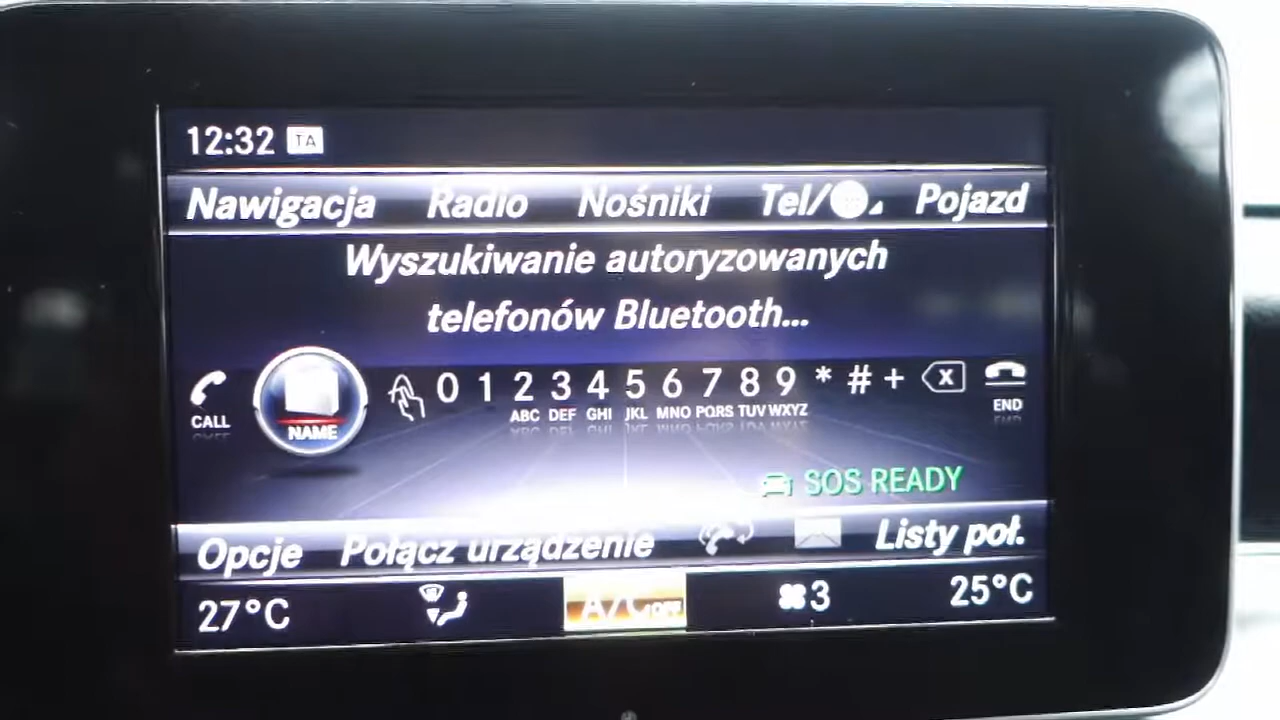 12:32 TA
Nawigacja Radio Nośniki Tel/ Pojazd
Wyszukiwanie autoryzowanych
telefonów Bluetooth...
0 1 2 3 4 5 6 7 8 9 * # + X
CALL NAME ABC DEF GHI JKL MNO PQRS TUV WXYZ END
SOS READY
Opcje Połącz urządzenie Listy poł.
27°C A/C OFF 3 25°C